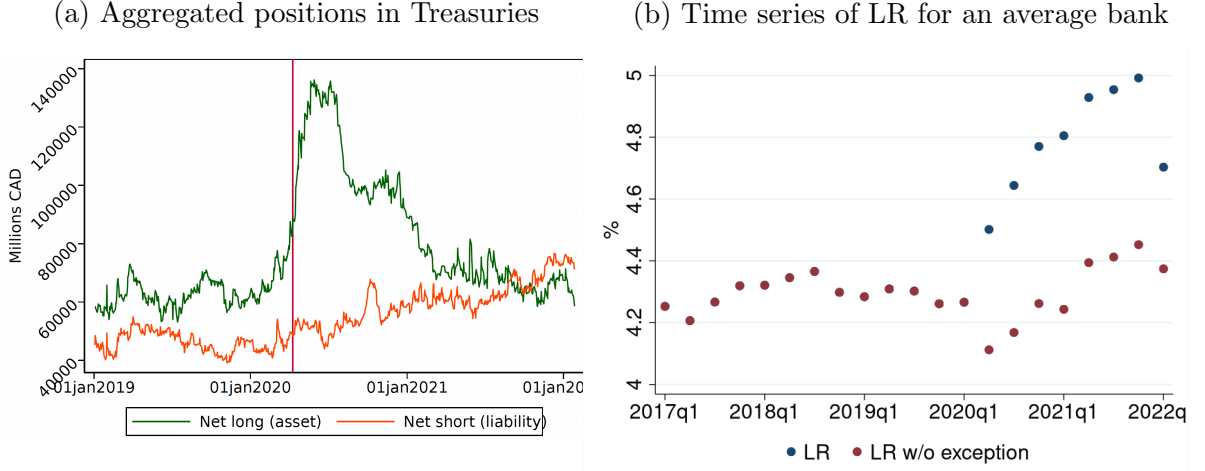 (a) Aggregated positions in Treasuries
Millions CAD
140000
120000
100000
80000
60000
40000
01jan2019
01jan2020
01jan2021
01jan20
Net long (asset)
Net short (liability)
(b) Time series of LR for an average bank
%
5
4.8
4.6
4.4
4.2
4
2017q1
2018q1
2019q1
2020q1
2021q1
2022q
LR
LR w/o exception